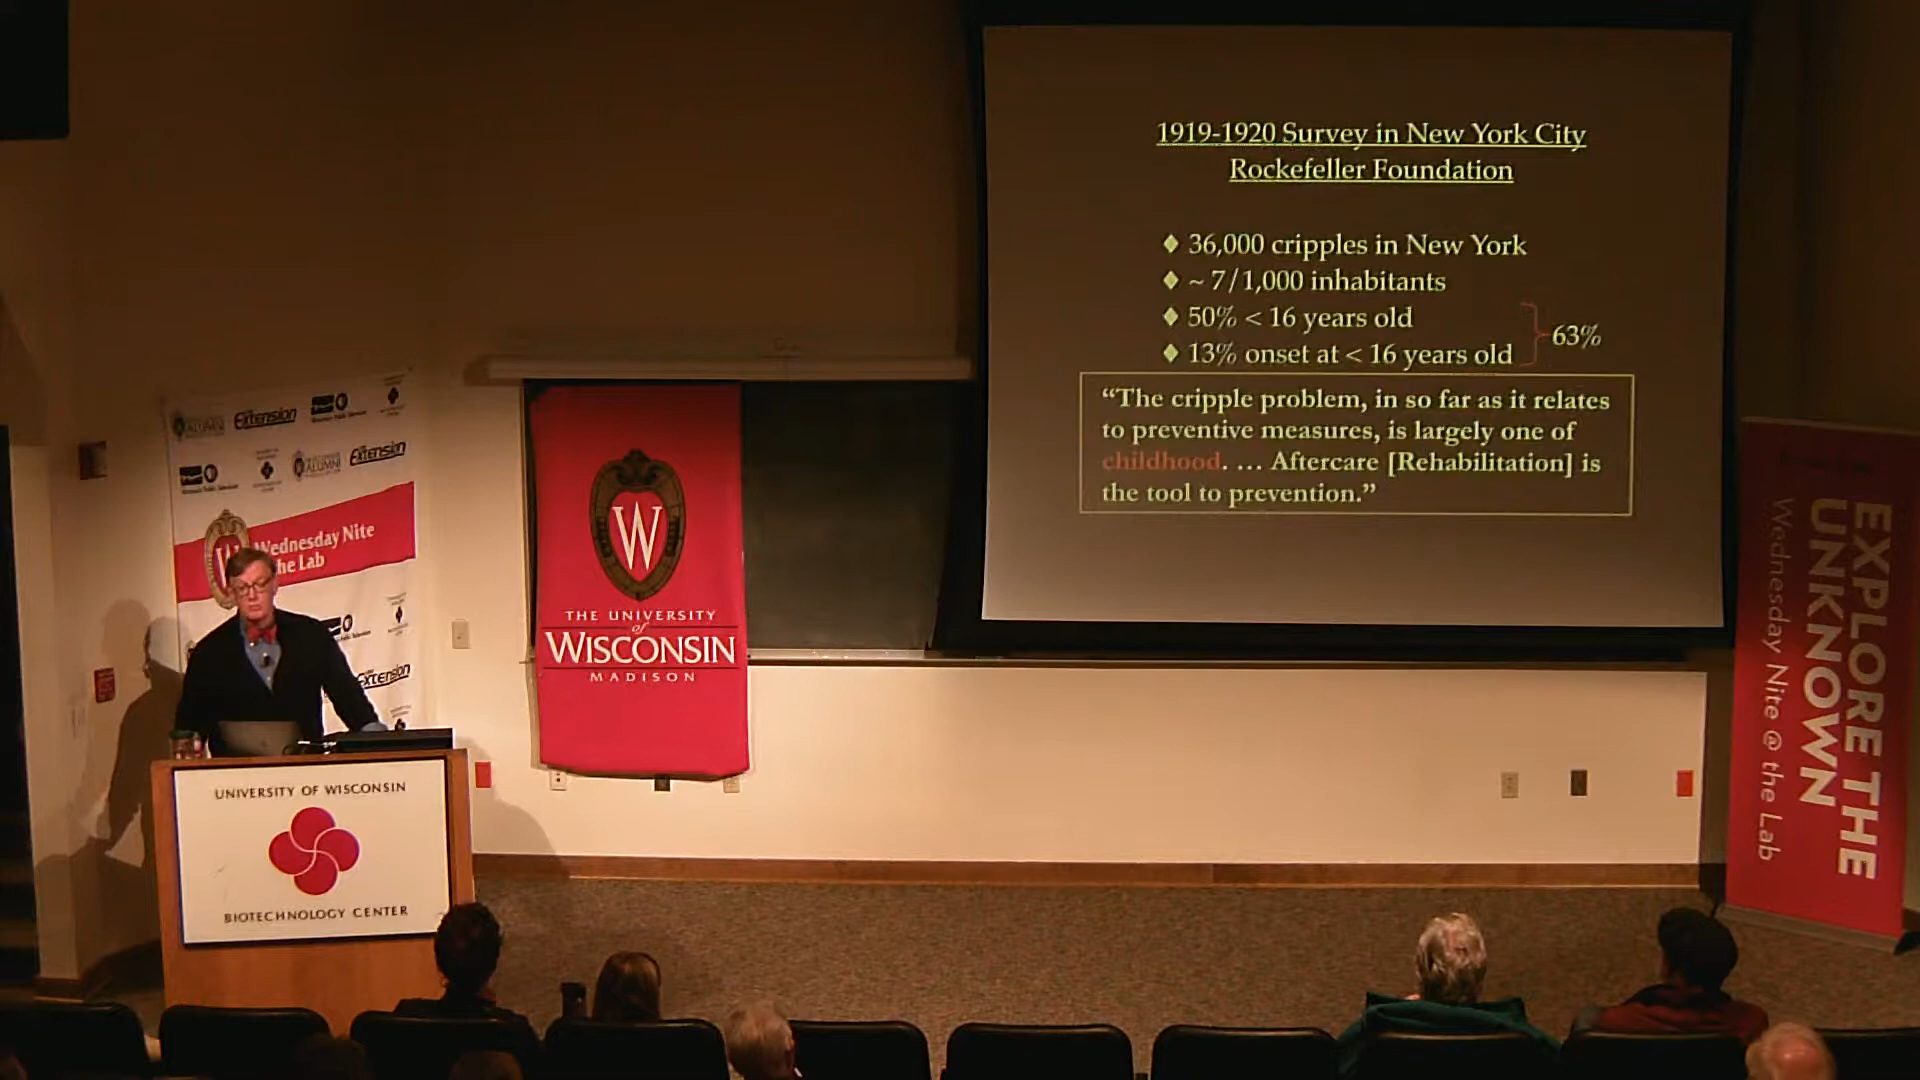 1919-1920 Survey in New York City
Rockefeller Foundation
♦ 36,000 cripples in New York
♦ ~ 7/1,000 inhabitants
♦ 50% < 16 years old
♦ 13% onset at < 16 years old
63%
“The cripple problem, in so far as it relates
to preventive measures, is largely one of
childhood. … Aftercare [Rehabilitation] is
the tool to prevention.”
ALUMNI
Extension
ALUMNI
Extension
Wednesday Nite
he Lab
W
Extension
W
THE UNIVERSITY
of
WISCONSIN
MADISON
UNIVERSITY OF WISCONSIN
BIOTECHNOLOGY CENTER
EXPLORE THE
UNKNOWN
Wednesday Nite @ the Lab